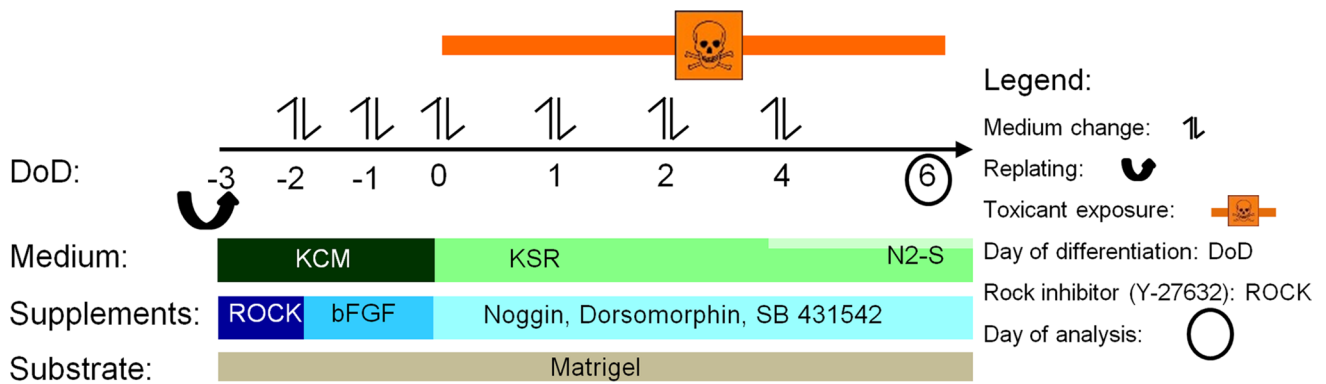 Legend:
Medium change:
Replating:
Toxicant exposure:
Day of differentiation: DoD
Rock inhibitor (Y-27632): ROCK
Day of analysis:
DoD: -3 -2 -1 0 1 2 4 6
Medium: KCM KSR N2-S
Supplements: ROCK bFGF Noggin, Dorsomorphin, SB 431542
Substrate: Matrigel